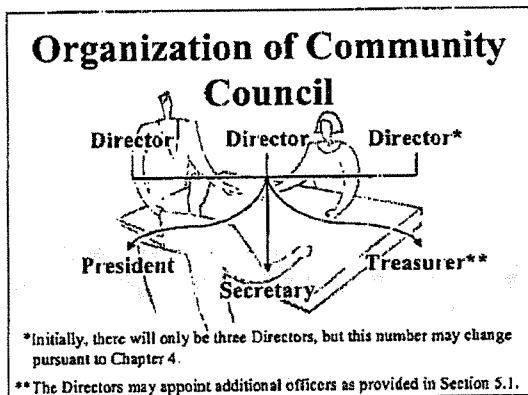 Organization of Community
Council
Director Director Director*
President Secretary Treasurer**
*Initially, there will only be three Directors, but this number may change
pursuant to Chapter 4.
**The Directors may appoint additional officers as provided in Section 5.1.